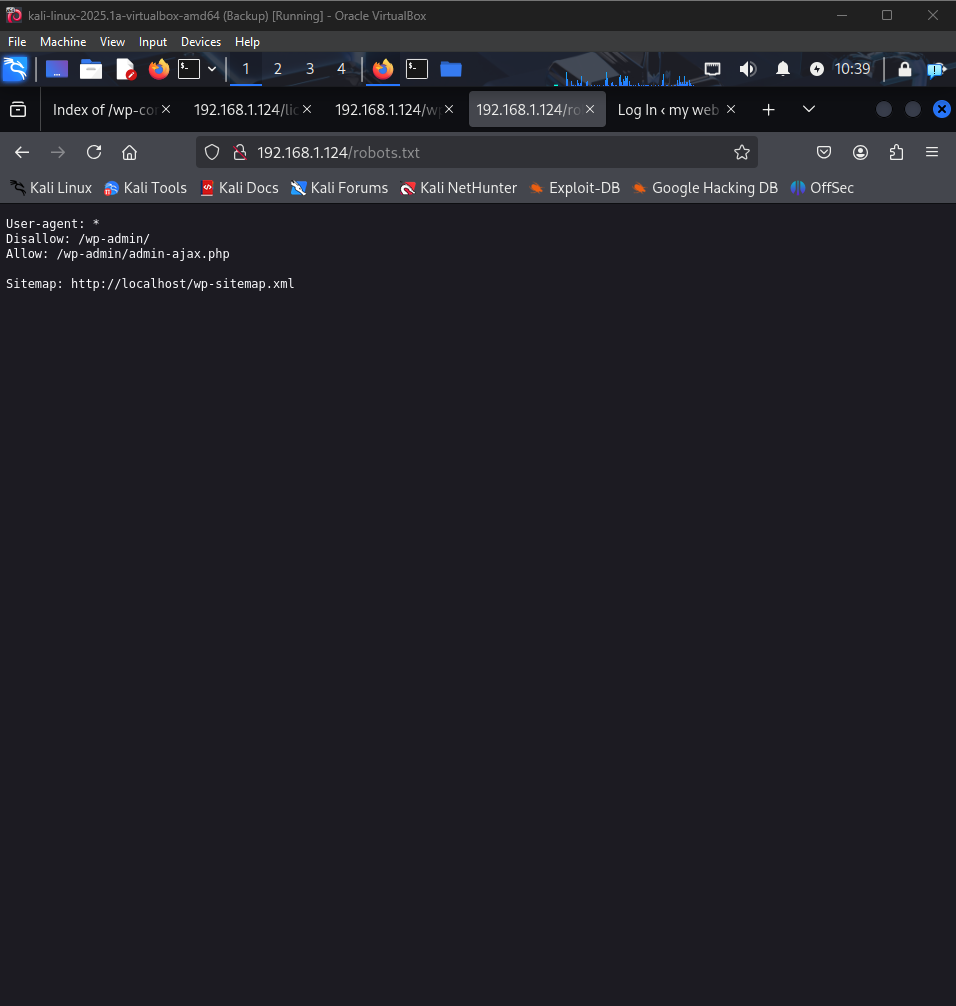 kali-linux-2025.1a-virtualbox-amd64 (Backup) [Running] - Oracle VirtualBox
File Machine View Input Devices Help
1 2 3 4 10:39
Index of /wp-co 192.168.1.124/lic 192.168.1.124/wp 192.168.1.124/ro Log In ‹ my web
192.168.1.124/robots.txt
Kali Linux Kali Tools Kali Docs Kali Forums Kali NetHunter Exploit-DB Google Hacking DB OffSec
User-agent: *
Disallow: /wp-admin/
Allow: /wp-admin/admin-ajax.php
Sitemap: http://localhost/wp-sitemap.xml